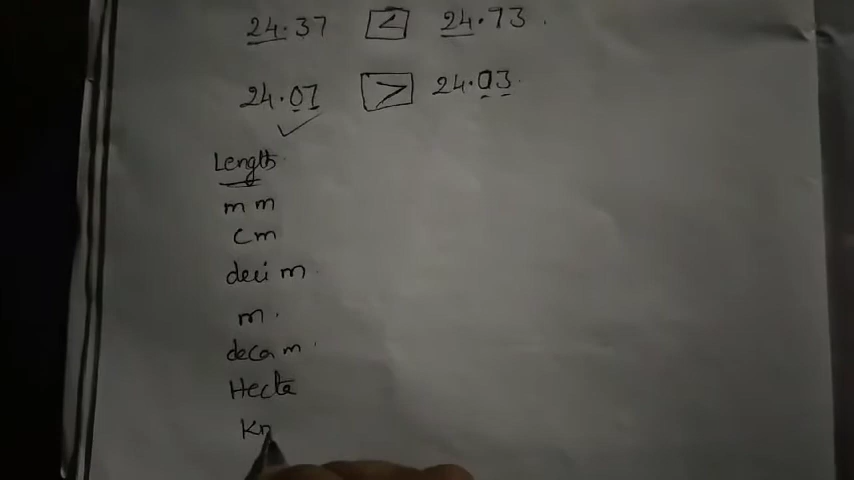 24.37 < 24.73
24.07 > 24.03
Length
mm
cm
deci m
m.
deca m.
Hecta
Km